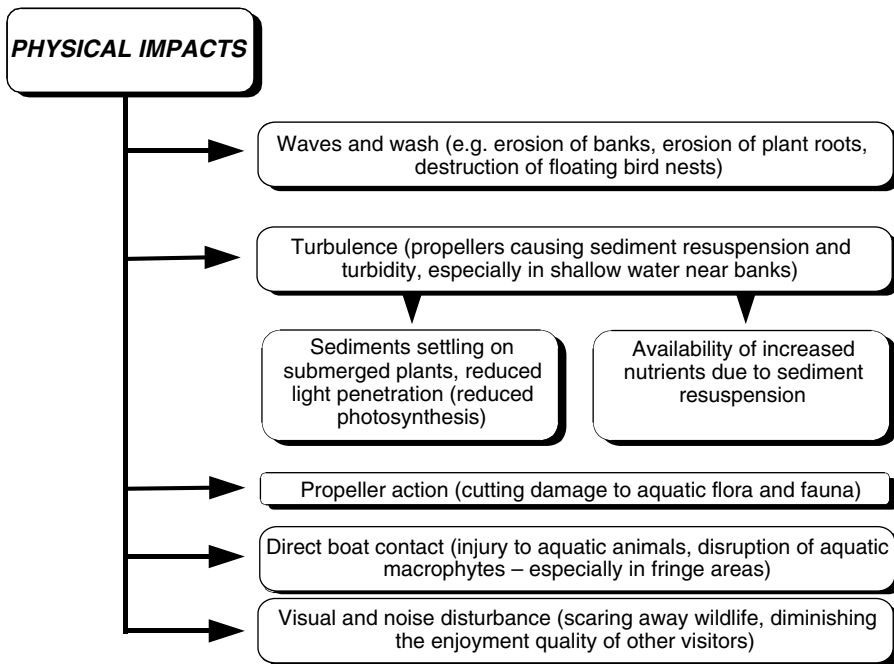 PHYSICAL IMPACTS
Waves and wash (e.g. erosion of banks, erosion of plant roots,
destruction of floating bird nests)
Turbulence (propellers causing sediment resuspension and
turbidity, especially in shallow water near banks)
Sediments settling on
submerged plants, reduced
light penetration (reduced
photosynthesis)
Availability of increased
nutrients due to sediment
resuspension
Propeller action (cutting damage to aquatic flora and fauna)
Direct boat contact (injury to aquatic animals, disruption of aquatic
macrophytes – especially in fringe areas)
Visual and noise disturbance (scaring away wildlife, diminishing
the enjoyment quality of other visitors)